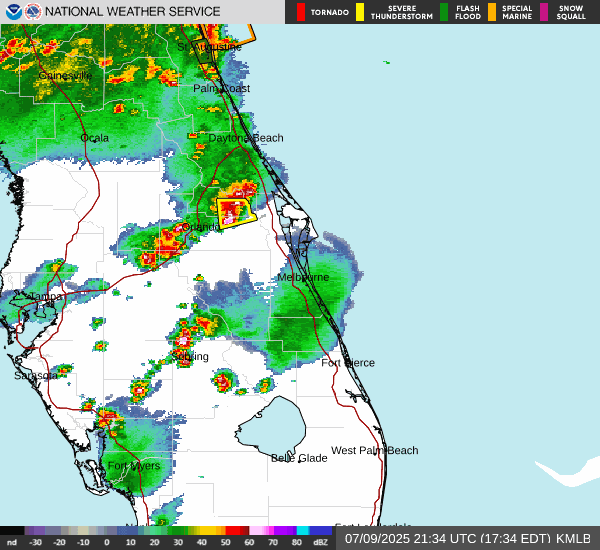 NATIONAL WEATHER SERVICE
TORNADO
SEVERE THUNDERSTORM
FLASH FLOOD
SPECIAL MARINE
SNOW SQUALL
St. Augustine
Gainesville
Palm Coast
Ocala
Daytona Beach
Orlando
Melbourne
Tampa
Sebring
Fort Pierce
Sarasota
West Palm Beach
Belle Glade
Fort Myers
Fort Lauderdale
nd -30 -20 -10 0 10 20 30 40 50 60 70 80 dBZ
07/09/2025 21:34 UTC (17:34 EDT) KMLB